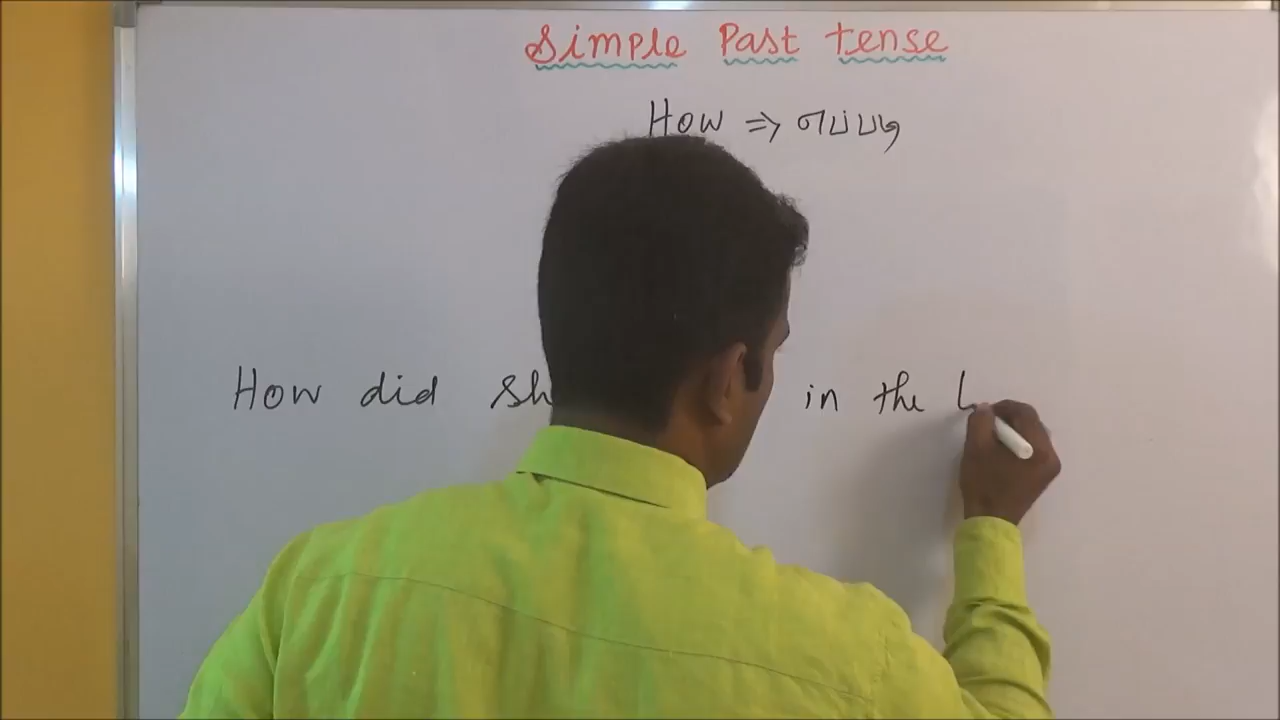 Simple Past tense
How ⇒ எப்படி
How did in the